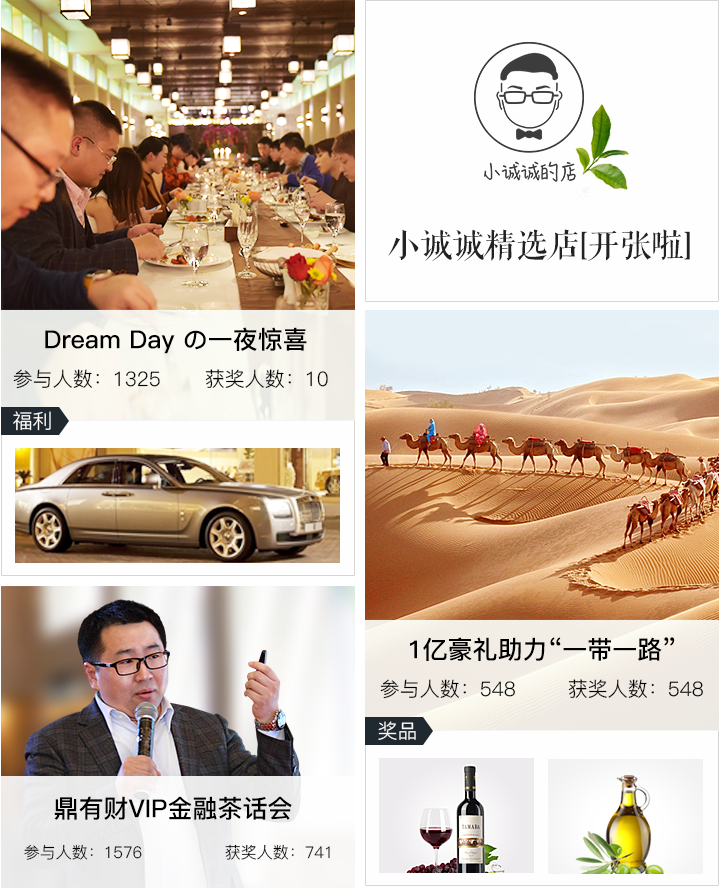 Dream Day の一夜惊喜
参与人数：1325 获奖人数：10
福利
鼎有财VIP金融茶话会
参与人数：1576 获奖人数：741
小诚诚的店
小诚诚精选店[开张啦]
1亿豪礼助力“一带一路”
参与人数：548 获奖人数：548
奖品